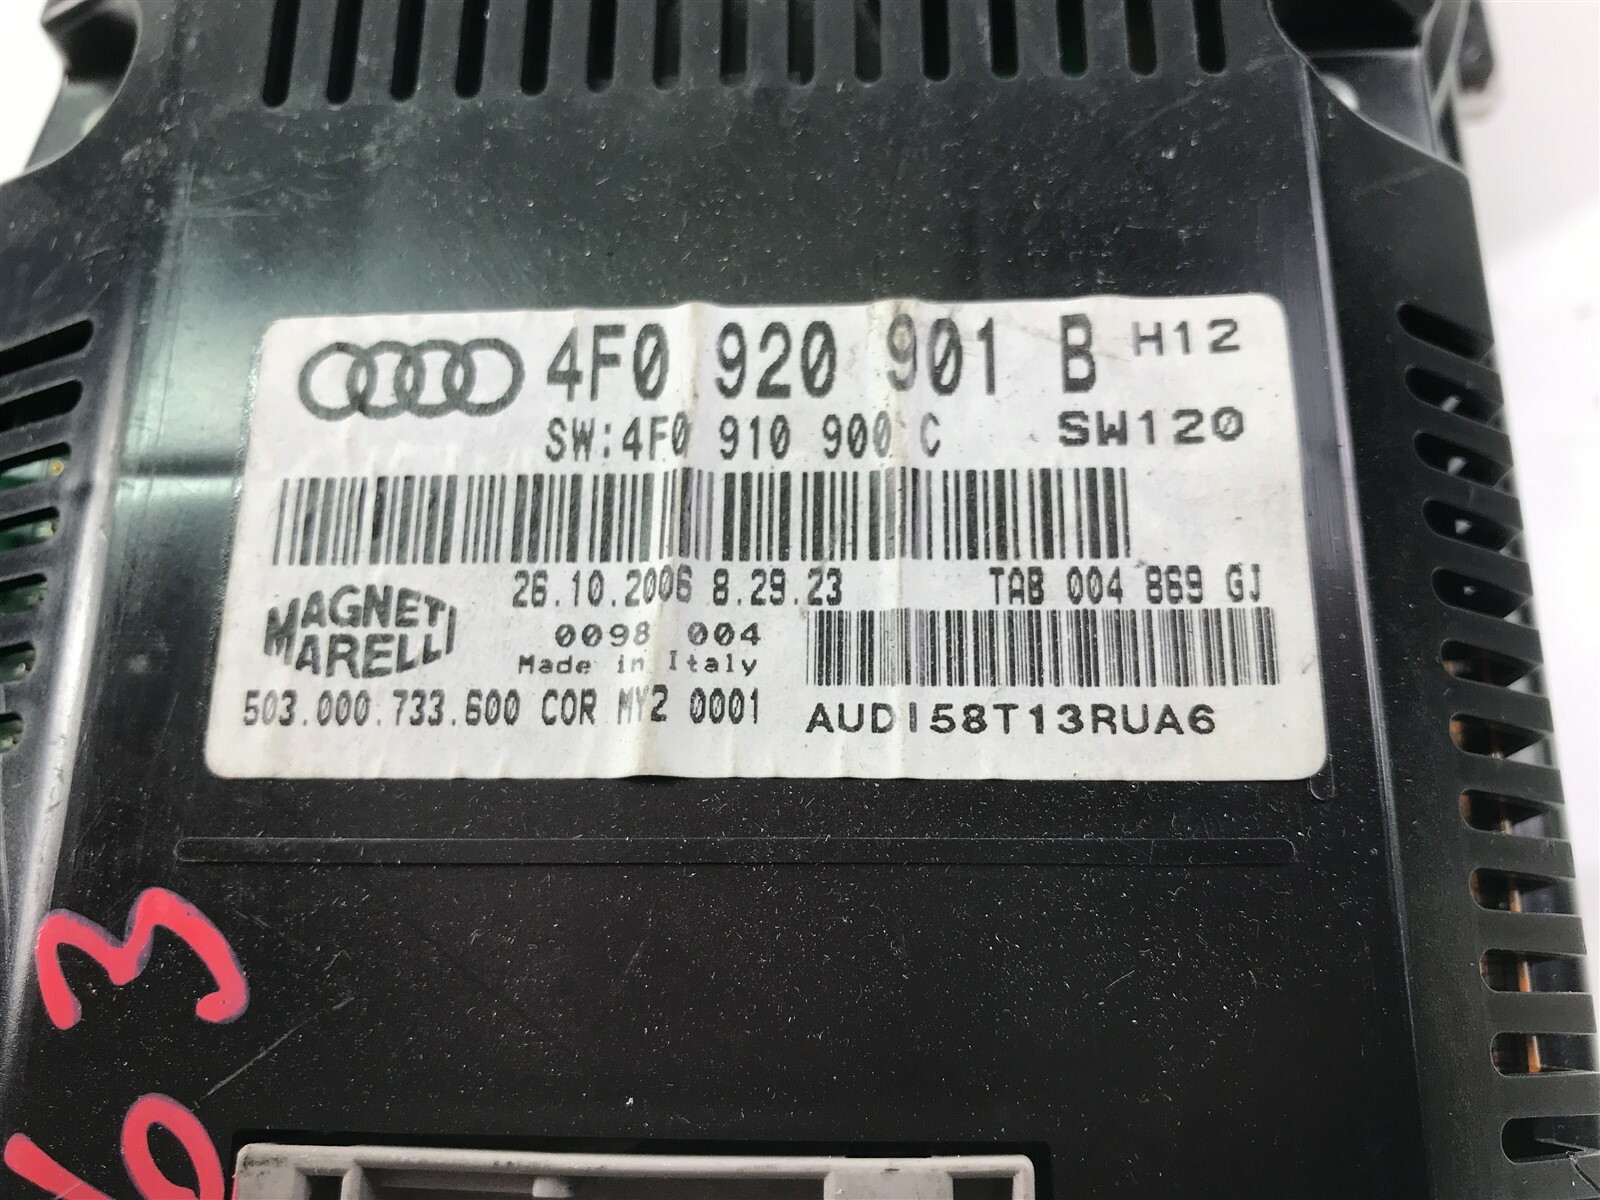 4F0 920 901 B H12
SW:4F0 910 900 C SW120
26.10.2006 8.29.23 TAB 004 869 GJ
MAGNETI
MARELLI
0098 004
Made in Italy
503.000.733.600 COR MY2 0001
AUDI58T13RUA6
63